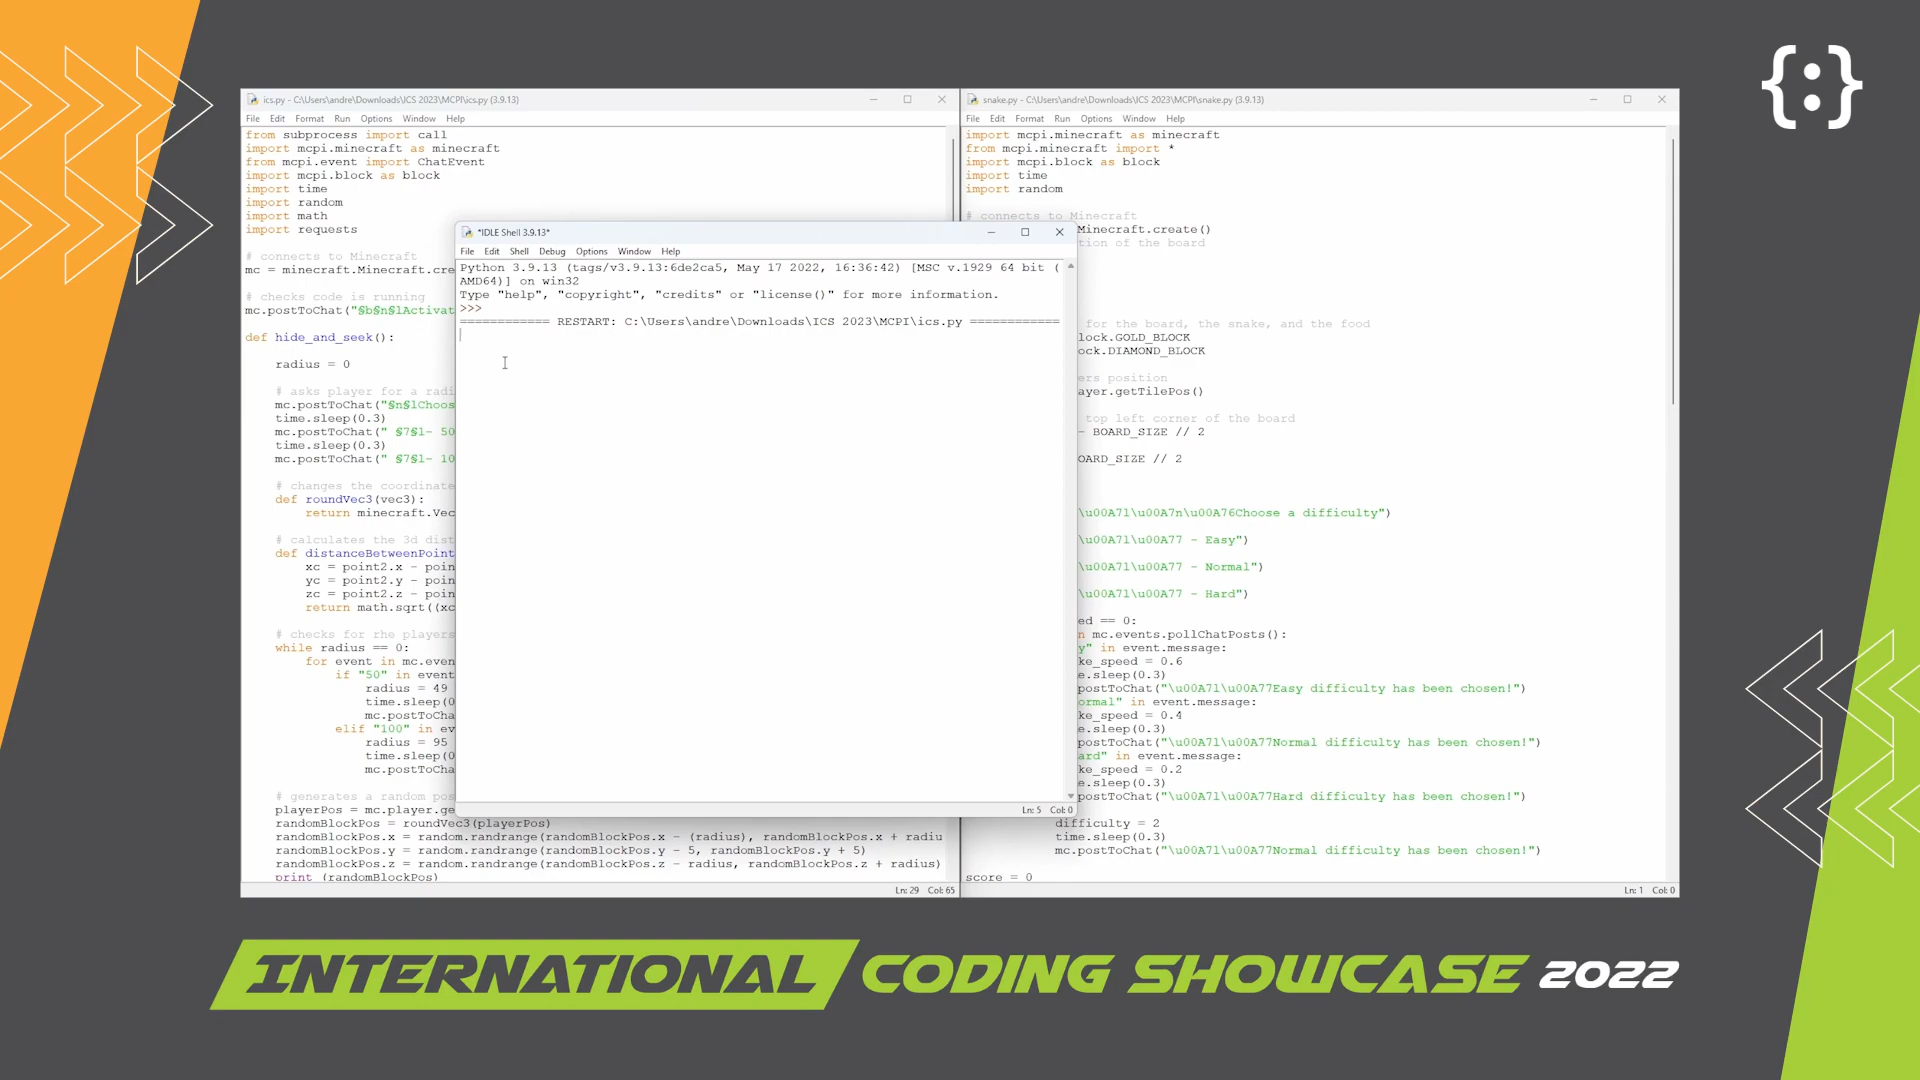 ics.py - C:\Users\andre\Downloads\ICS 2023\MCPI\ics.py (3.9.13)
File Edit Format Run Options Window Help
from subprocess import call
import mcpi.minecraft as minecraft
from mcpi.event import ChatEvent
import mcpi.block as block
import time
import random
import math
import requests
# connects to Minecraft
mc = minecraft.Minecraft.cre
# checks code is running
mc.postToChat("§b§n§lActivat
def hide_and_seek():
radius = 0
# asks player for a radi
mc.postToChat("§n§lChoos
time.sleep(0.3)
mc.postToChat(" §7§l- 50
time.sleep(0.3)
mc.postToChat(" §7§l- 10
# changes the coordinate
def roundVec3(vec3):
return minecraft.Vec
# calculates the 3d dist
def distanceBetweenPoint
xc = point2.x - poin
yc = point2.y - poin
zc = point2.z - poin
return math.sqrt((xc
# checks for rhe players
while radius == 0:
for event in mc.even
if "50" in event
radius = 49
time.sleep(0
mc.postToCha
elif "100" in ev
radius = 95
time.sleep(0
mc.postToCha
# generates a random pos
playerPos = mc.player.ge
randomBlockPos = roundVec3(playerPos)
randomBlockPos.x = random.randrange(randomBlockPos.x - (radius), randomBlockPos.x + radiu
randomBlockPos.y = random.randrange(randomBlockPos.y - 5, randomBlockPos.y + 5)
randomBlockPos.z = random.randrange(randomBlockPos.z - radius, randomBlockPos.z + radius)
print (randomBlockPos)
Ln: 29 Col: 65
*IDLE Shell 3.9.13*
File Edit Shell Debug Options Window Help
Python 3.9.13 (tags/v3.9.13:6de2ca5, May 17 2022, 16:36:42) [MSC v.1929 64 bit (
AMD64)] on win32
Type "help", "copyright", "credits" or "license()" for more information.
>>>
============ RESTART: C:\Users\andre\Downloads\ICS 2023\MCPI\ics.py ============
Ln: 5 Col: 0
snake.py - C:\Users\andre\Downloads\ICS 2023\MCPI\snake.py (3.9.13)
File Edit Format Run Options Window Help
import mcpi.minecraft as minecraft
from mcpi.minecraft import *
import mcpi.block as block
import time
import random
# connects to Minecraft
Minecraft.create()
tion of the board
for the board, the snake, and the food
lock.GOLD_BLOCK
ock.DIAMOND_BLOCK
ers position
ayer.getTilePos()
top left corner of the board
- BOARD_SIZE // 2
OARD_SIZE // 2
\u00A7l\u00A7n\u00A76Choose a difficulty")
\u00A7l\u00A77 - Easy")
\u00A7l\u00A77 - Normal")
\u00A7l\u00A77 - Hard")
ed == 0:
n mc.events.pollChatPosts():
y" in event.message:
ke_speed = 0.6
e.sleep(0.3)
postToChat("\u00A7l\u00A77Easy difficulty has been chosen!")
ormal" in event.message:
ke_speed = 0.4
e.sleep(0.3)
postToChat("\u00A7l\u00A77Normal difficulty has been chosen!")
ard" in event.message:
ke_speed = 0.2
e.sleep(0.3)
postToChat("\u00A7l\u00A77Hard difficulty has been chosen!")
difficulty = 2
time.sleep(0.3)
mc.postToChat("\u00A7l\u00A77Normal difficulty has been chosen!")
score = 0
Ln: 1 Col: 0
{:}
INTERNATIONAL CODING SHOWCASE 2022